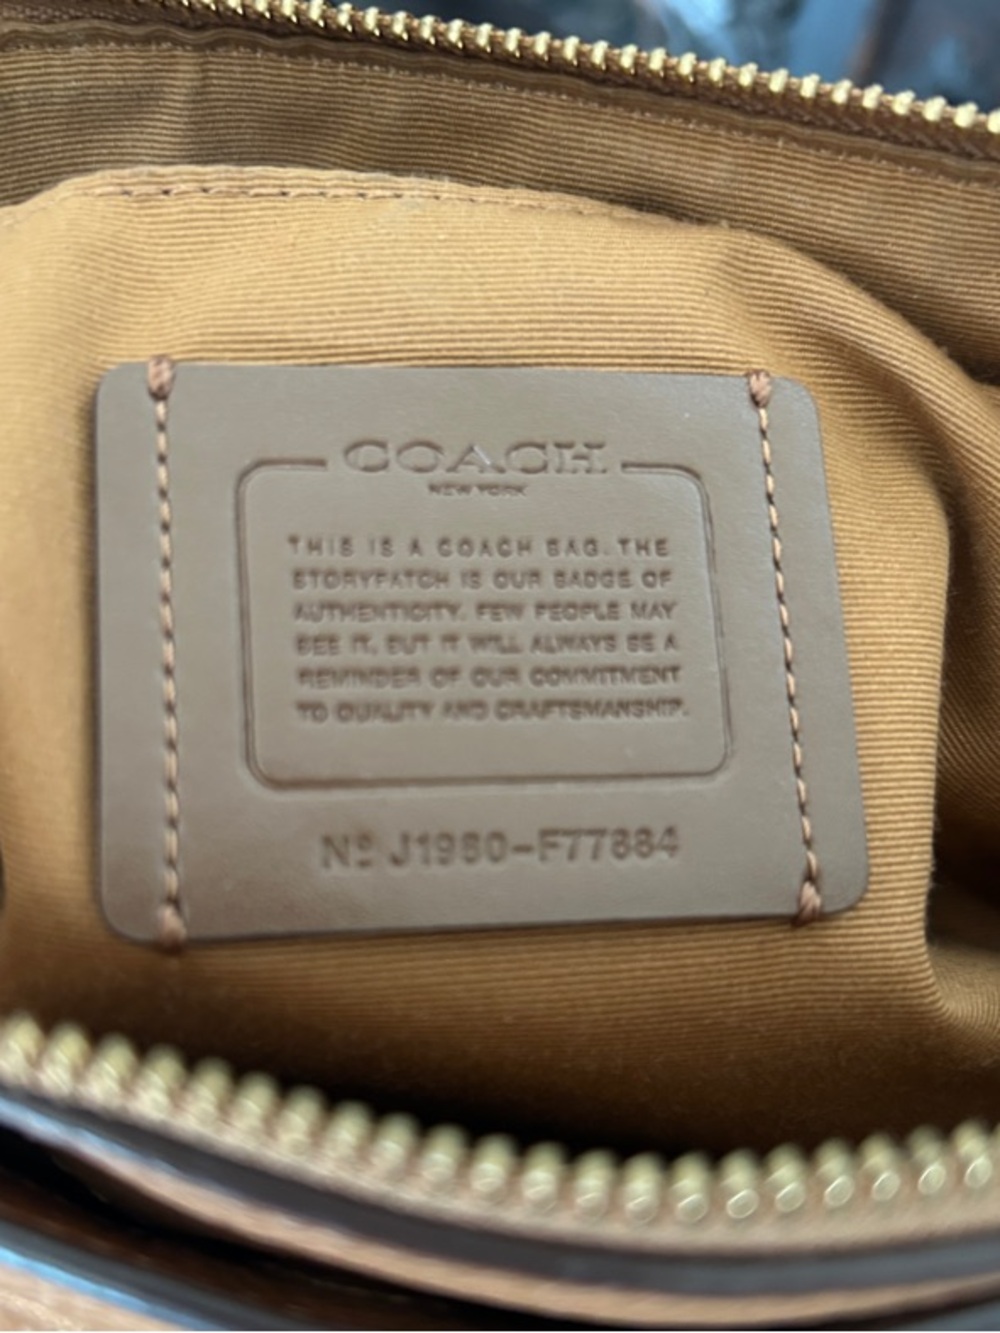 COACH
NEW YORK
THIS IS A COACH BAG. THE
STORYPATCH IS OUR BADGE OF
AUTHENTICITY. FEW PEOPLE MAY
SEE IT, BUT IT WILL ALWAYS BE A
REMINDER OF OUR COMMITMENT
TO QUALITY AND CRAFTSMANSHIP.
Nº J1980-F77884